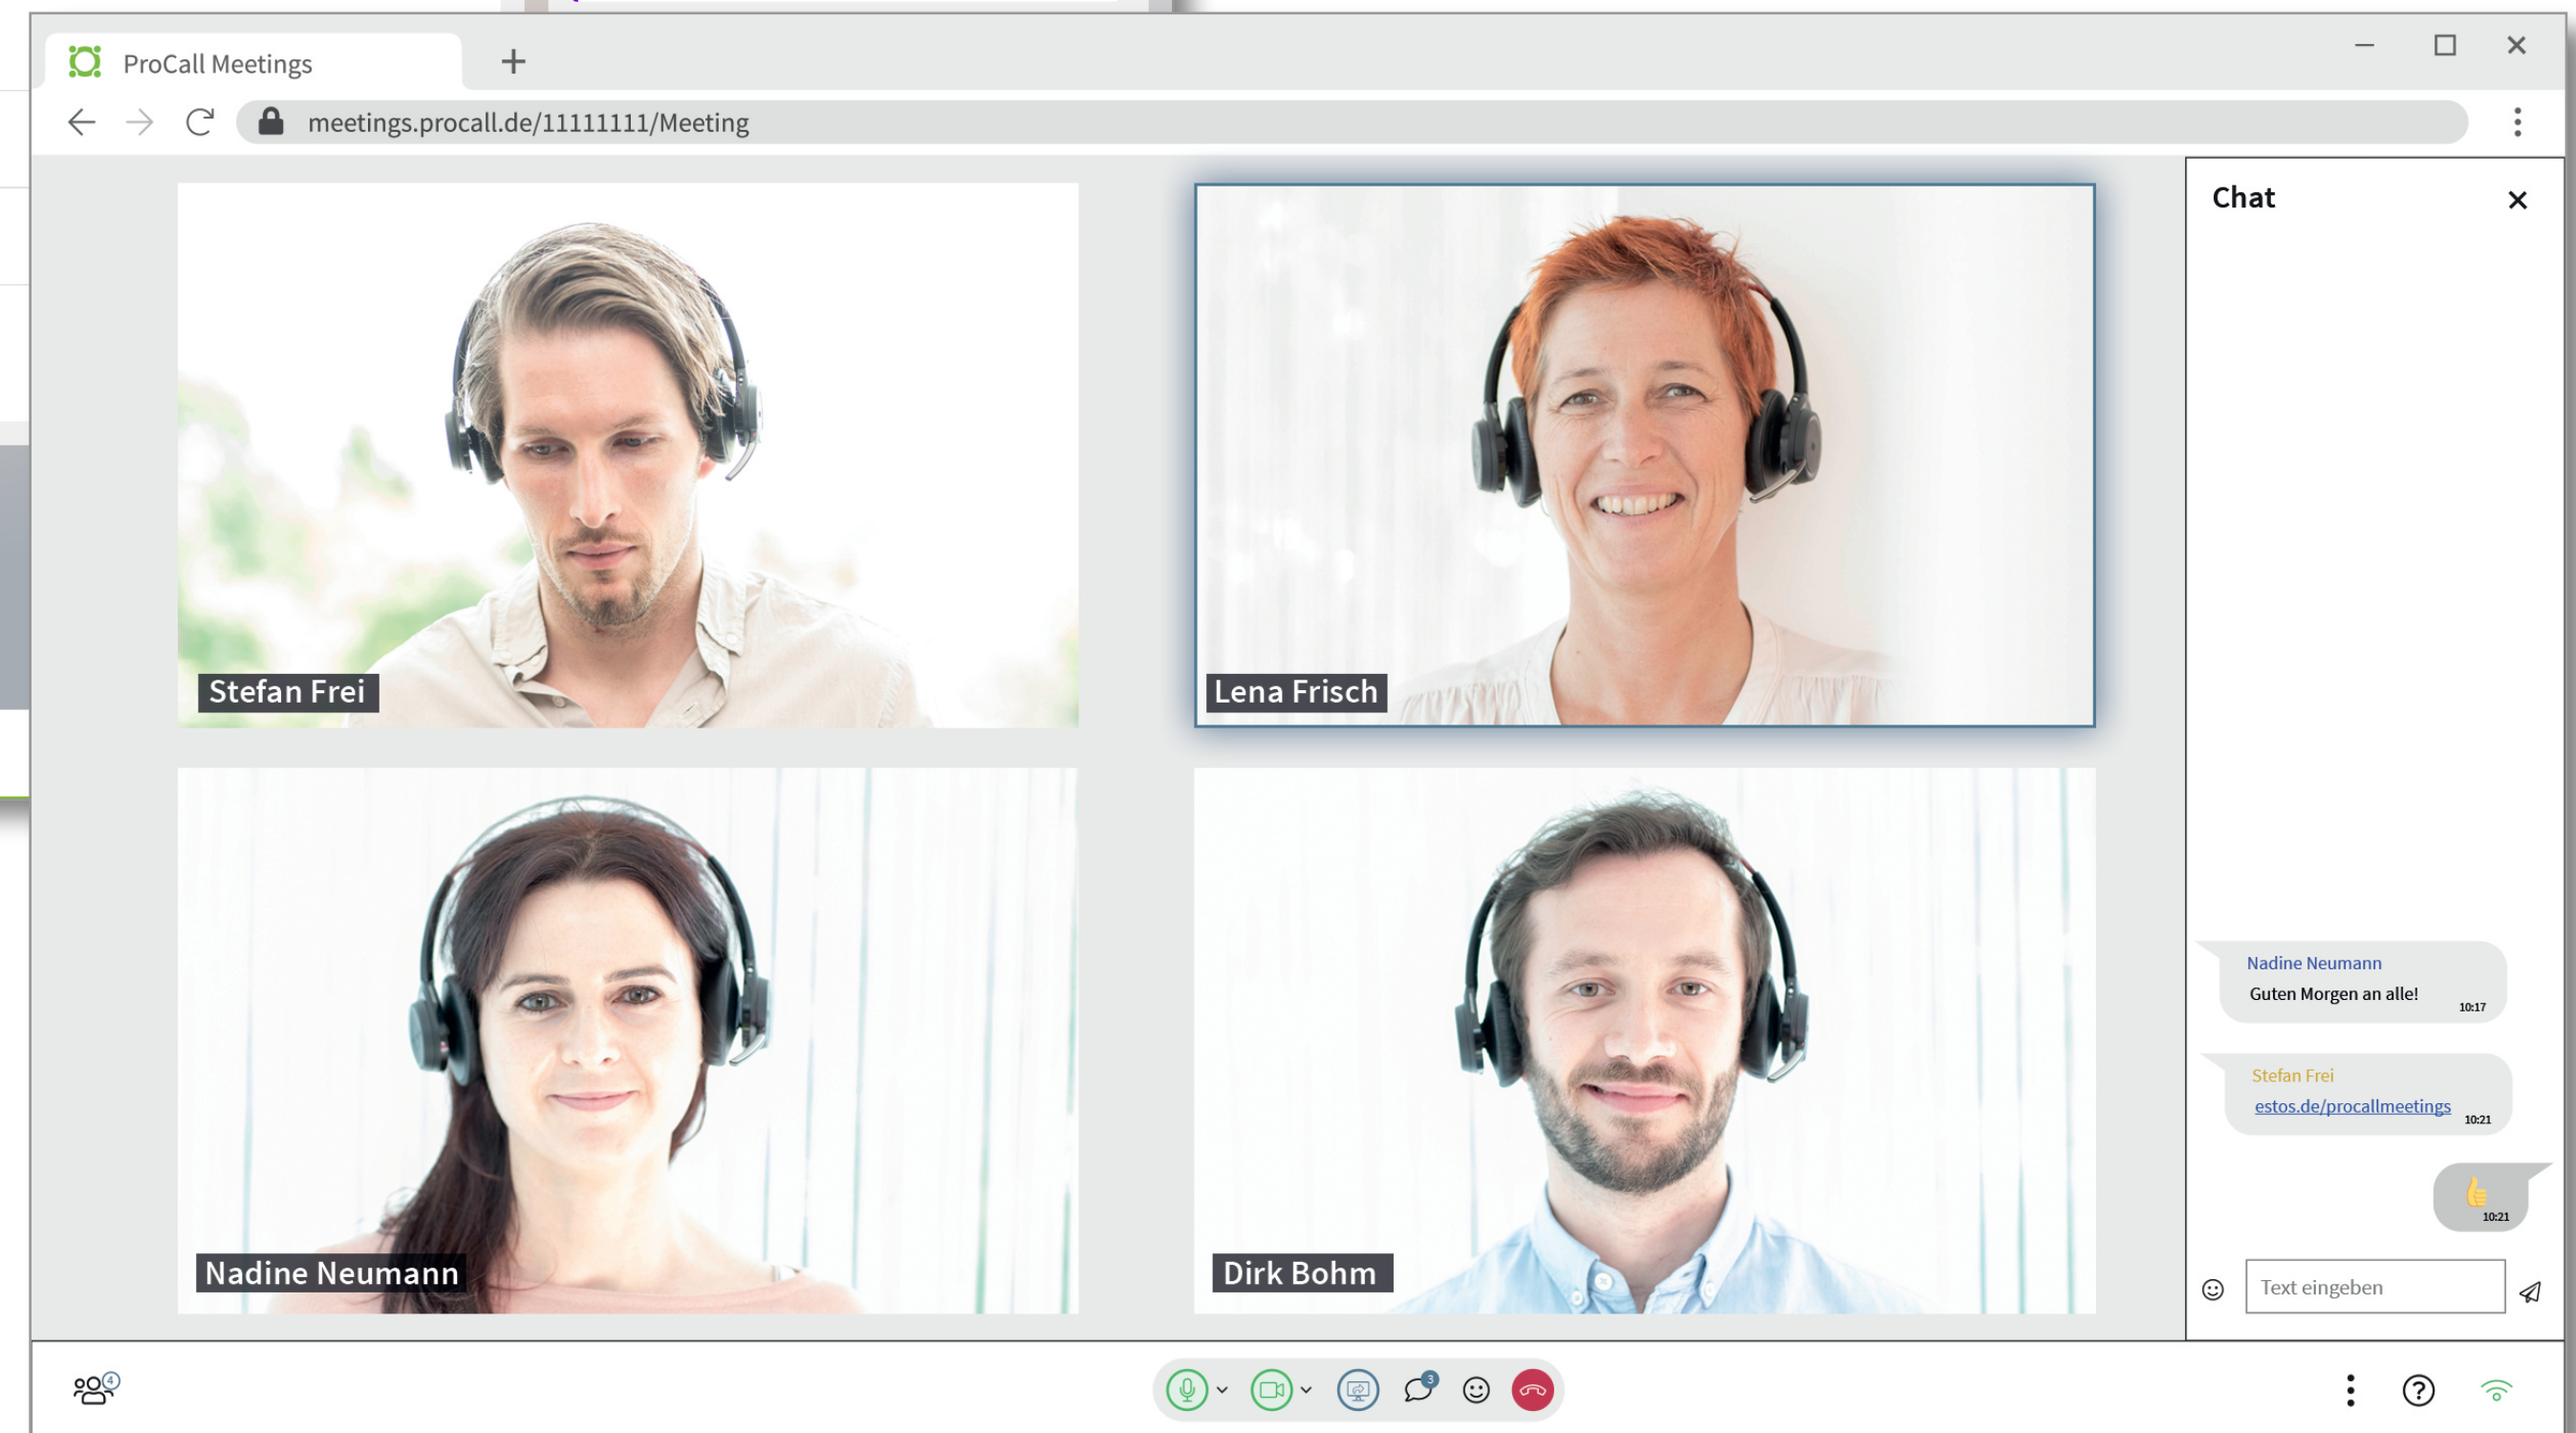 ProCall Meetings
meetings.procall.de/11111111/Meeting
Stefan Frei
Lena Frisch
Nadine Neumann
Dirk Bohm
Chat
Nadine Neumann
Guten Morgen an alle!
10:17
Stefan Frei
estos.de/procallmeetings
10:21
10:21
Text eingeben
4
3